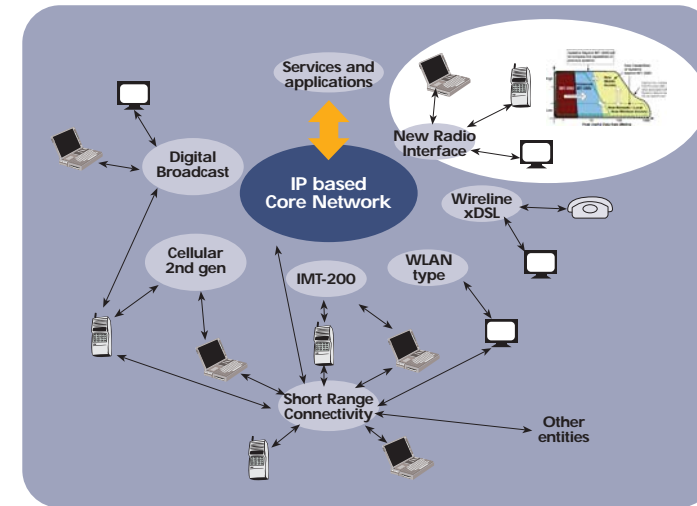 Services and
applications
New Radio
Interface
Digital
Broadcast
IP based
Core Network
Wireline
xDSL
Cellular
2nd gen
IMT-200
WLAN
type
Short Range
Connectivity
Other
entities